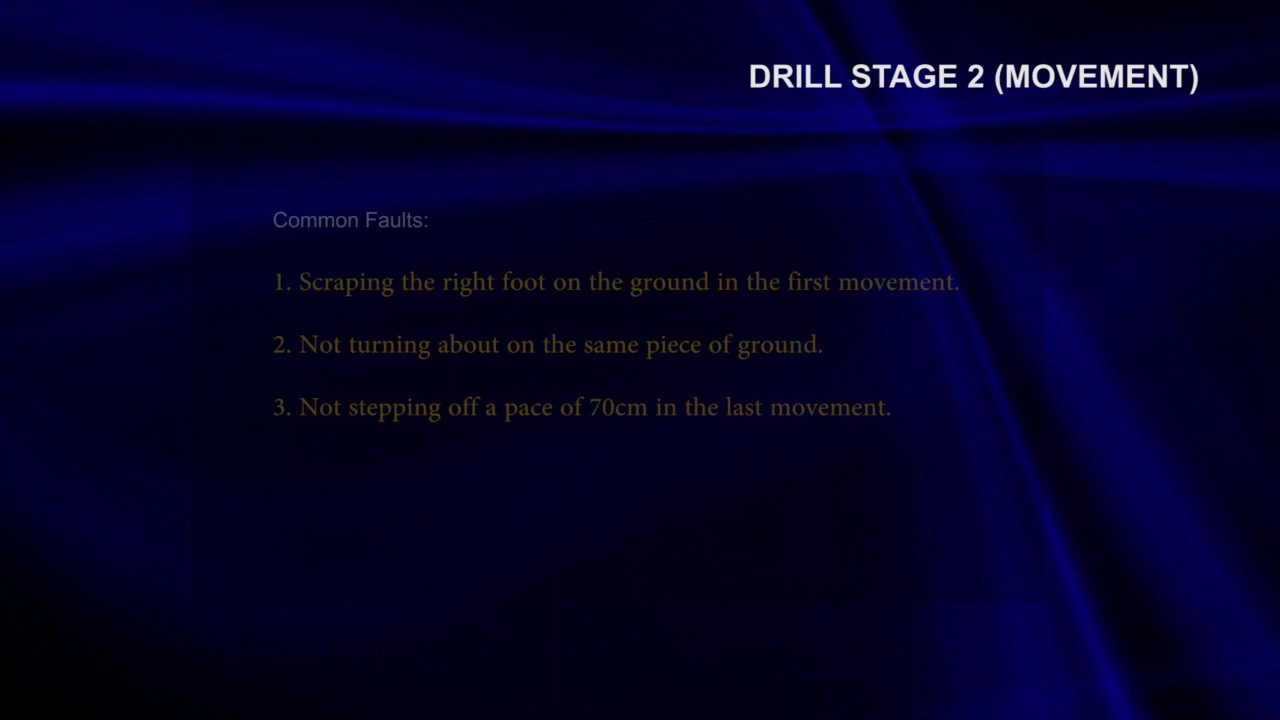 DRILL STAGE 2 (MOVEMENT)
Common Faults:
1. Scraping the right foot on the ground in the first movement.
2. Not turning about on the same piece of ground.
3. Not stepping off a pace of 70cm in the last movement.